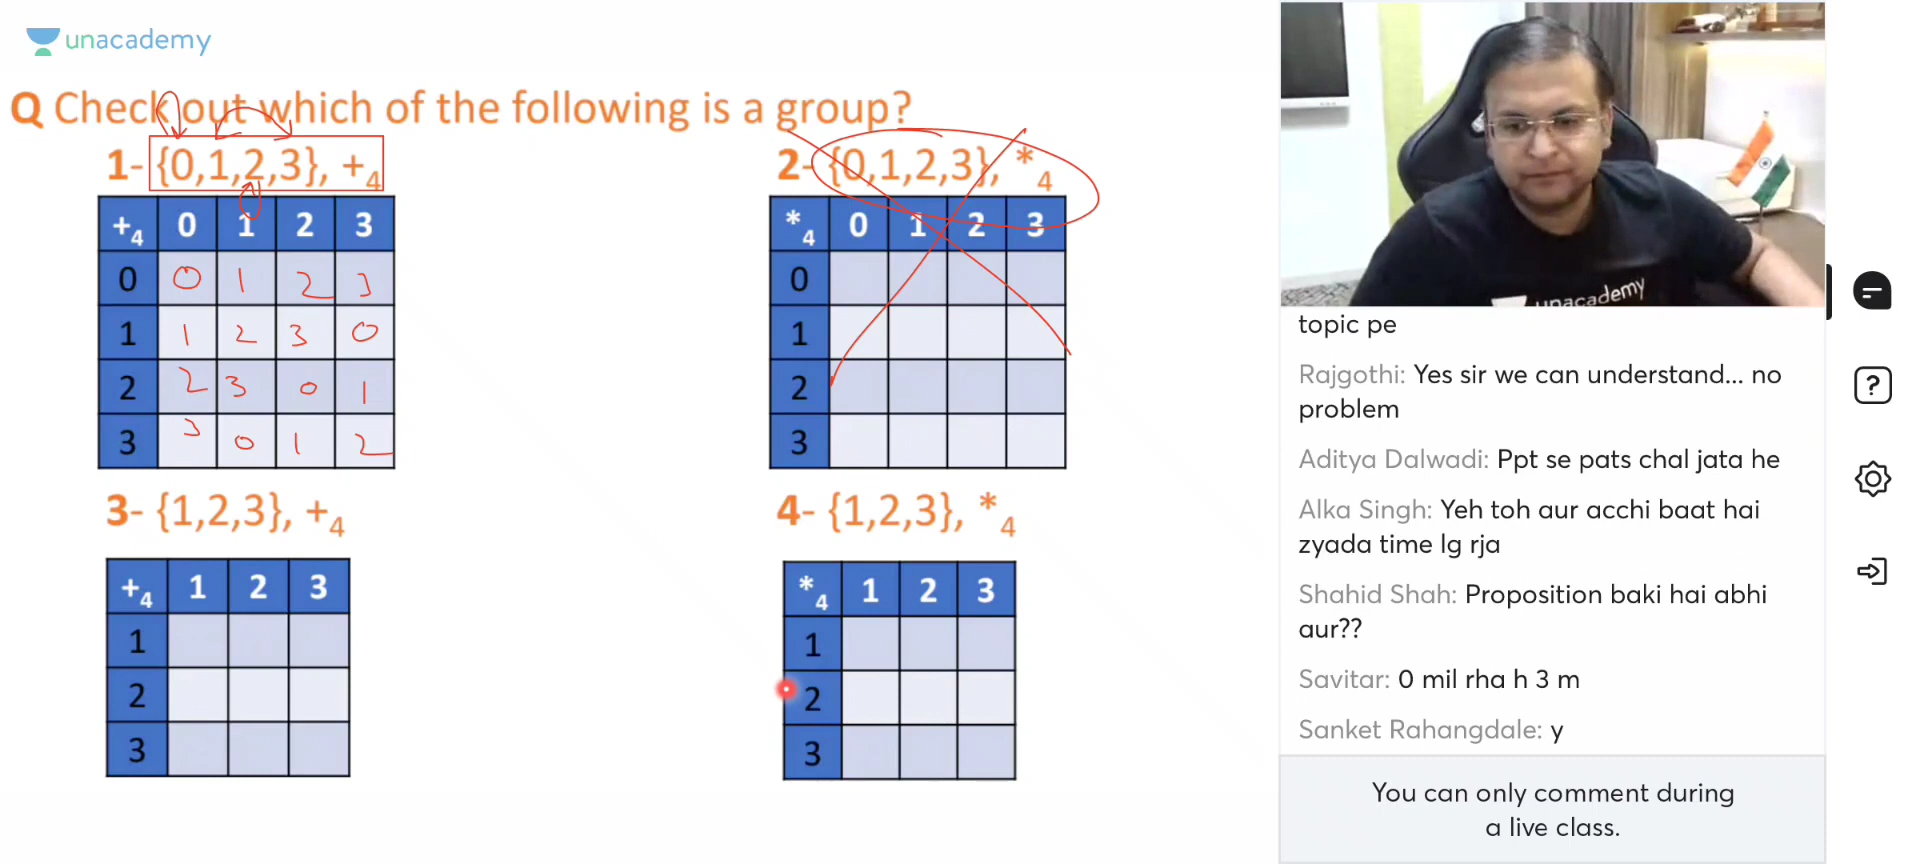 unacademy
Q Check out which of the following is a group?
1- {0,1,2,3}, +4
2- {0,1,2,3}, *4
+4 0 1 2 3
0 0 1 2 3
1 1 2 3 0
2 2 3 0 1
3 3 0 1 2
*4 0 1 2 3
0
1
2
3
3- {1,2,3}, +4
4- {1,2,3}, *4
+4 1 2 3
1
2
3
*4 1 2 3
1
2
3
unacademy
topic pe
Rajgothi: Yes sir we can understand... no
problem
Aditya Dalwadi: Ppt se pats chal jata he
Alka Singh: Yeh toh aur acchi baat hai
zyada time lg rja
Shahid Shah: Proposition baki hai abhi
aur??
Savitar: 0 mil rha h 3 m
Sanket Rahangdale: y
You can only comment during
a live class.
?